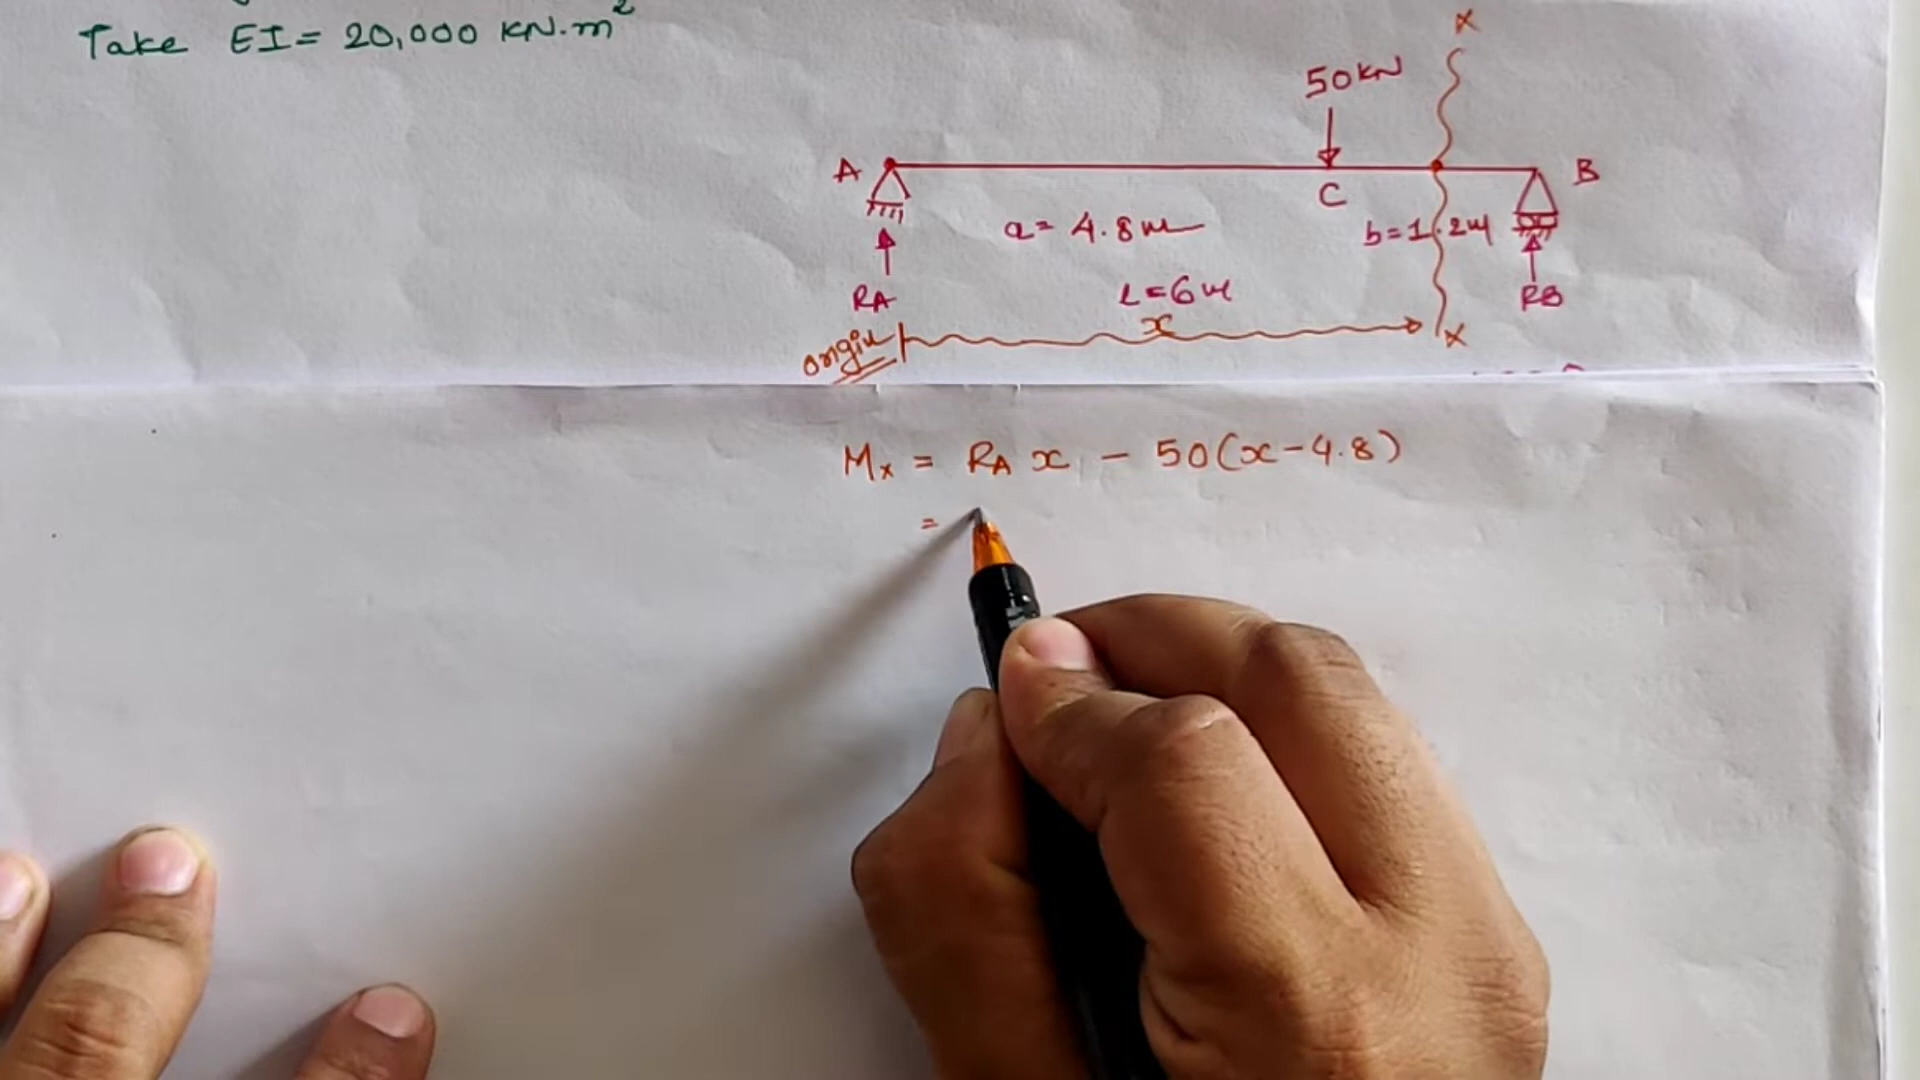 Take EI = 20,000 KN.m²
x
50KN
A
B
C
a= 4.8m
b=1.2m
RA
L=6m
RB
x
origin
x
Mx = RA x - 50(x-4.8)
=